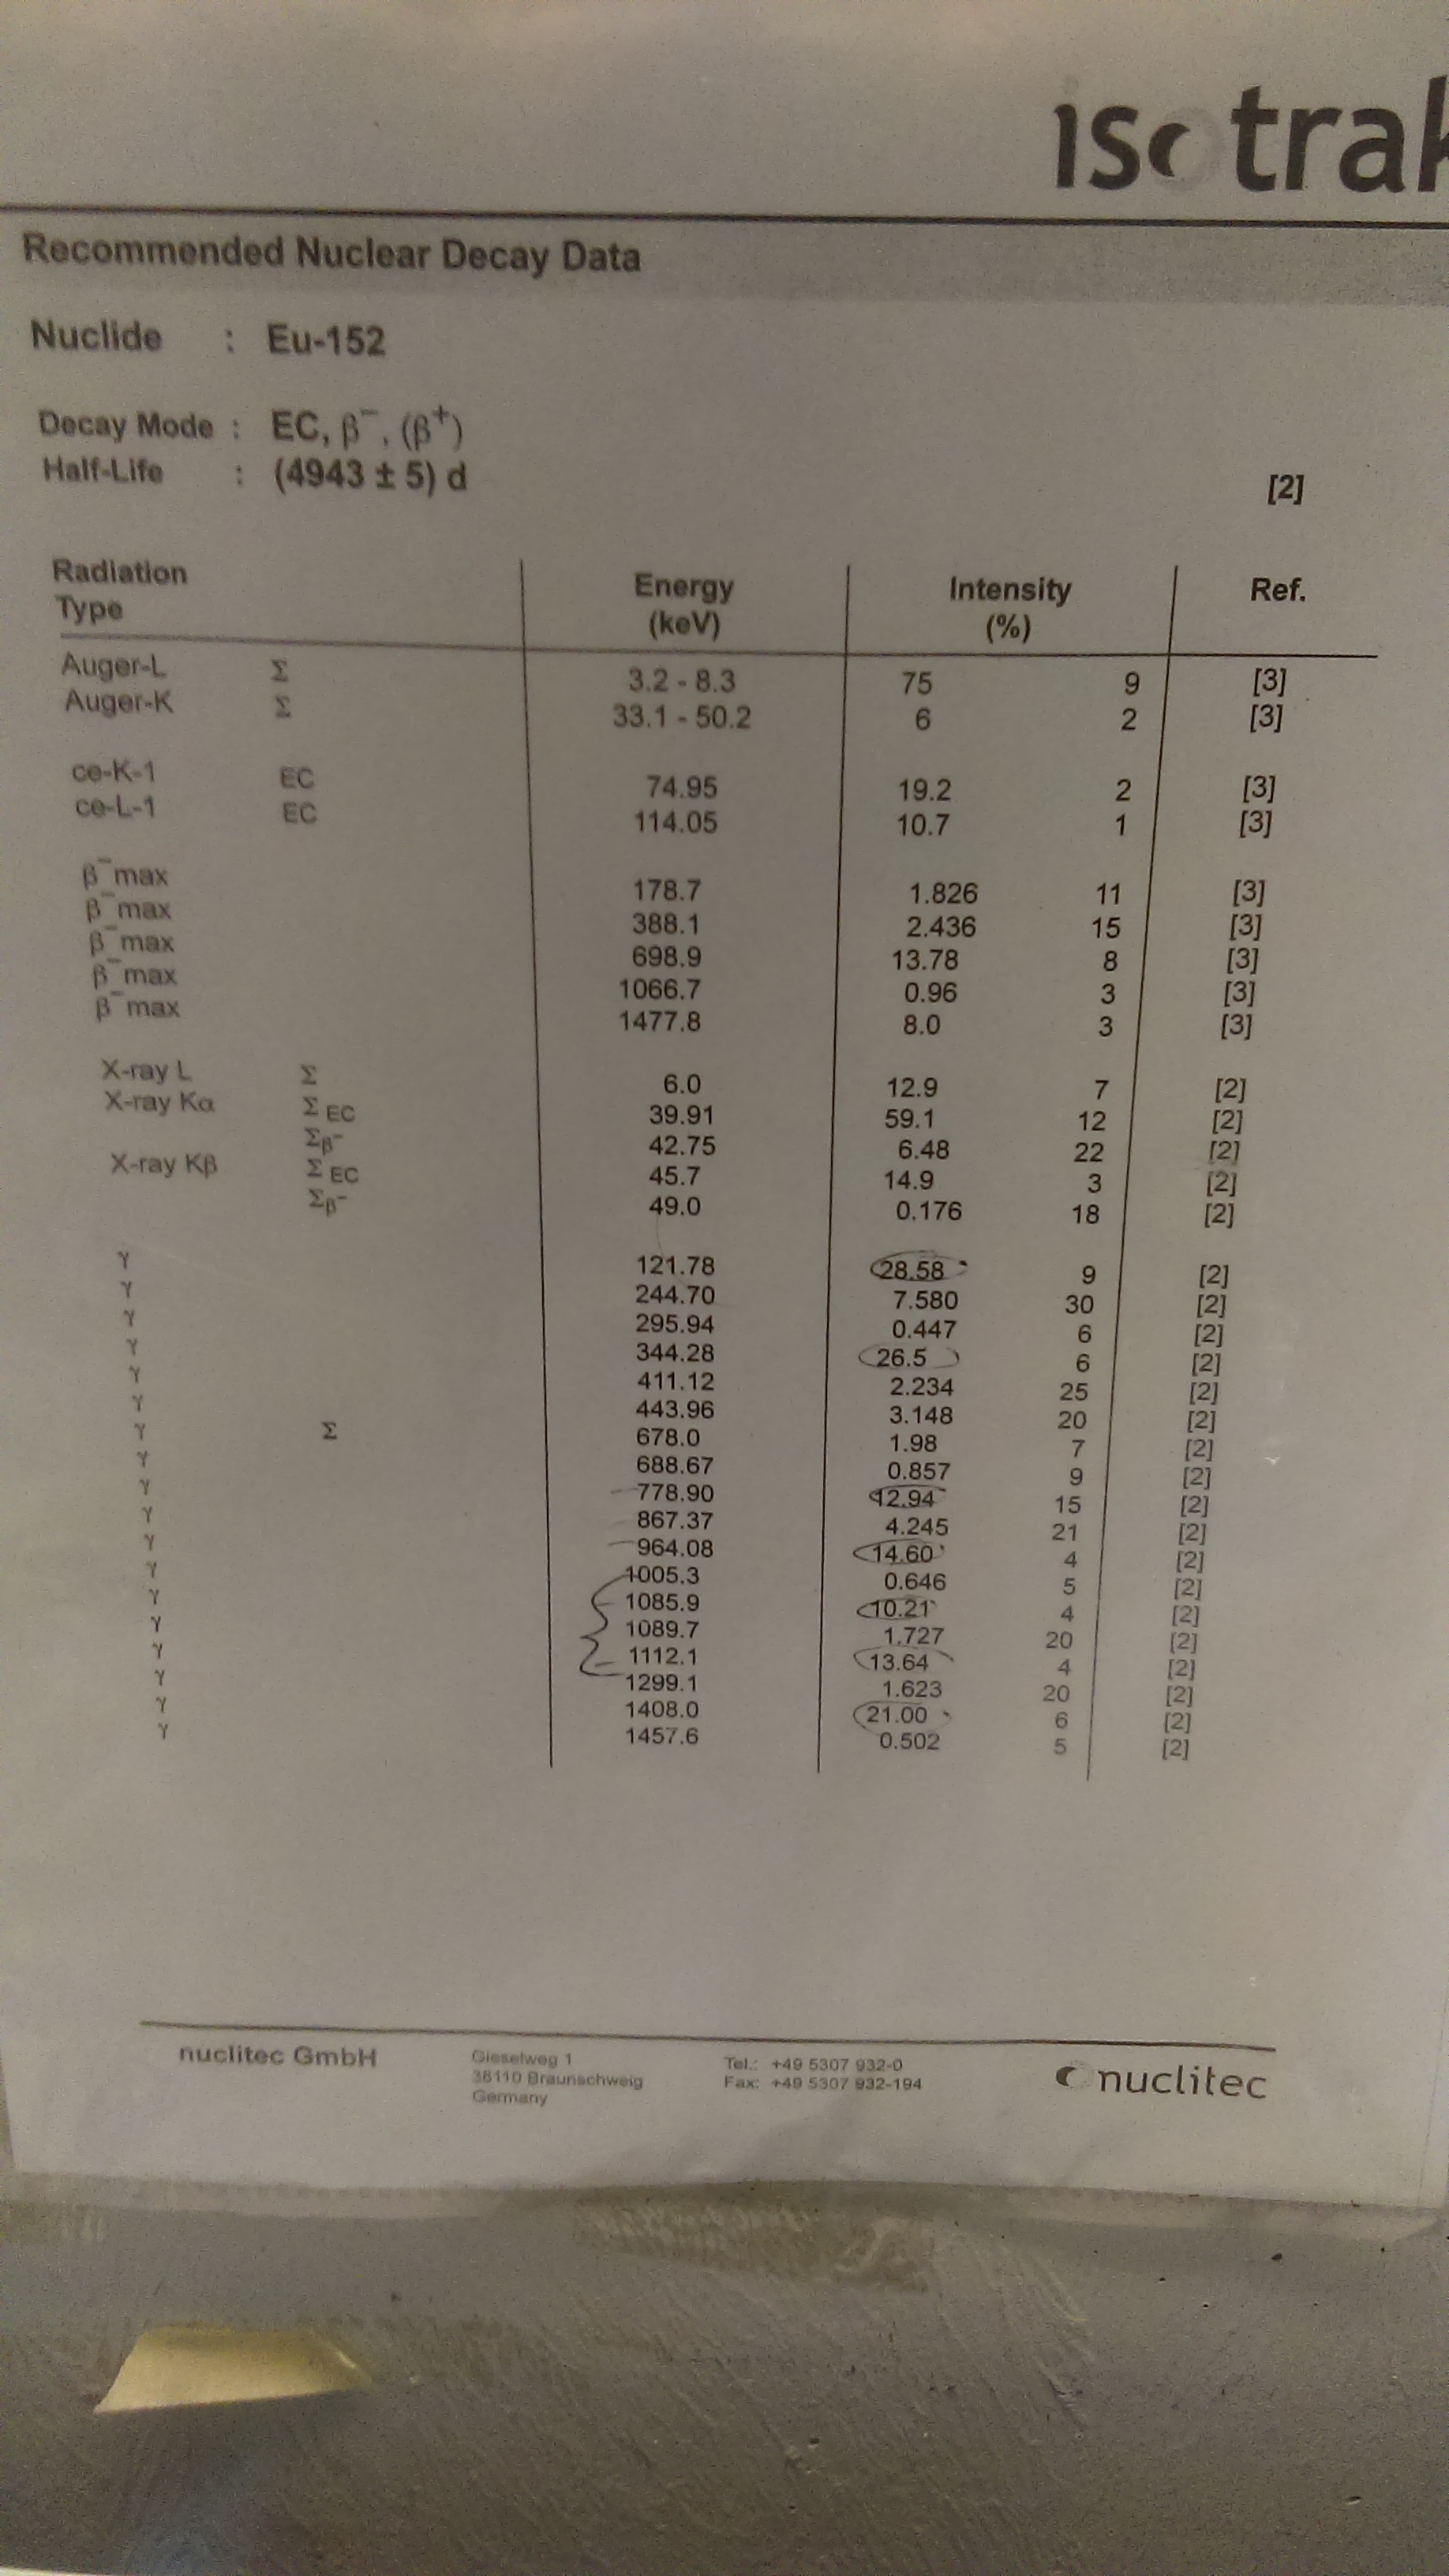 isotrak
Recommended Nuclear Decay Data
Nuclide : Eu-152
Decay Mode : EC, β⁻, (β⁺)
Half-Life : (4943 ± 5) d [2]
Radiation Type Energy (keV) Intensity (%) Ref.
Auger-L Σ 3.2 - 8.3 75 9 [3]
Auger-K Σ 33.1 - 50.2 6 2 [3]
ce-K-1 EC 74.95 19.2 2 [3]
ce-L-1 EC 114.05 10.7 1 [3]
β⁻max 178.7 1.826 11 [3]
β⁻max 388.1 2.436 15 [3]
β⁻max 698.9 13.78 8 [3]
β⁻max 1066.7 0.96 3 [3]
β⁻max 1477.8 8.0 3 [3]
X-ray L Σ 6.0 12.9 7 [2]
X-ray Kα Σ EC 39.91 59.1 12 [2]
Σβ⁻ 42.75 6.48 22 [2]
X-ray Kβ Σ EC 45.7 14.9 3 [2]
Σβ⁻ 49.0 0.176 18 [2]
γ 121.78 28.58 9 [2]
γ 244.70 7.580 30 [2]
γ 295.94 0.447 6 [2]
γ 344.28 26.5 6 [2]
γ 411.12 2.234 25 [2]
γ 443.96 3.148 20 [2]
γ Σ 678.0 1.98 7 [2]
γ 688.67 0.857 9 [2]
γ 778.90 12.94 15 [2]
γ 867.37 4.245 21 [2]
γ 964.08 14.60 4 [2]
γ 1005.3 0.646 5 [2]
γ 1085.9 10.21 4 [2]
γ 1089.7 1.727 20 [2]
γ 1112.1 13.64 4 [2]
γ 1299.1 1.623 20 [2]
γ 1408.0 21.00 6 [2]
γ 1457.6 0.502 5 [2]
nuclitec GmbH Gieselweg 1 Tel.: +49 5307 932-0 nuclitec
38110 Braunschweig Fax: +49 5307 932-194
Germany